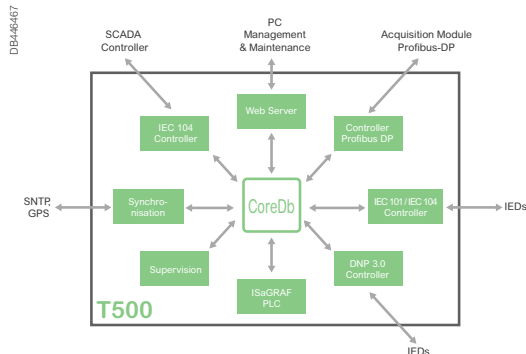 DB446467
SCADA
Controller
PC
Management
& Maintenance
Acquisition Module
Profibus-DP
Web Server
IEC 104
Controller
Controller
Profibus DP
SNTP,
GPS
Synchro-
nisation
CoreDb
IEC 101 / IEC 104
Controller
IEDs
Supervision
ISaGRAF
PLC
DNP 3.0
Controller
T500
IEDs